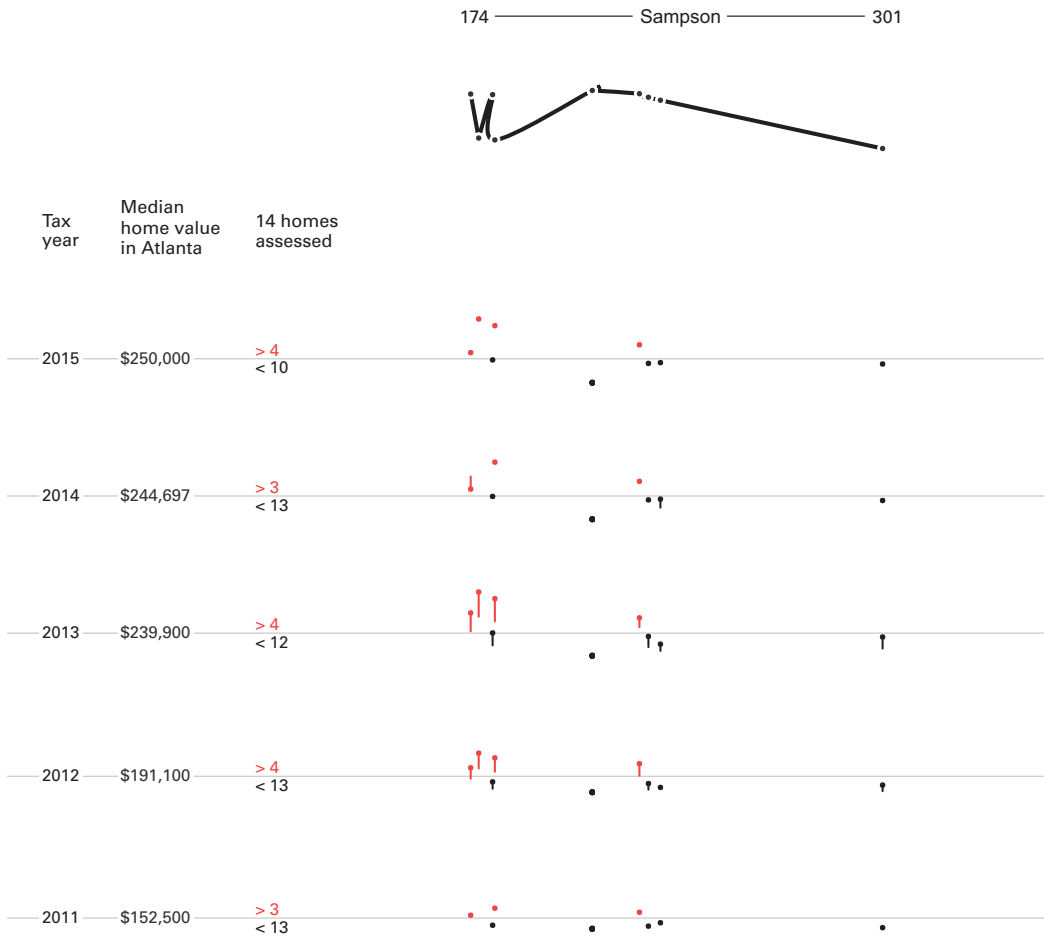 174 Sampson 301
Tax
year
Median
home value
in Atlanta
14 homes
assessed
2015 $250,000 > 4
< 10
2014 $244,697 > 3
< 13
2013 $239,900 > 4
< 12
2012 $191,100 > 4
< 13
2011 $152,500 > 3
< 13